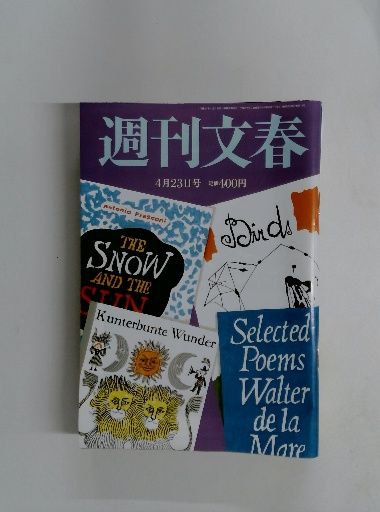 週刊文春
4月23日号 定価400円
Antonio Frasconi
THE
SNOW
AND THE
SUN
Birds
Kunterbunte Wunder
Selected
Poems
Walter
de la
Mare